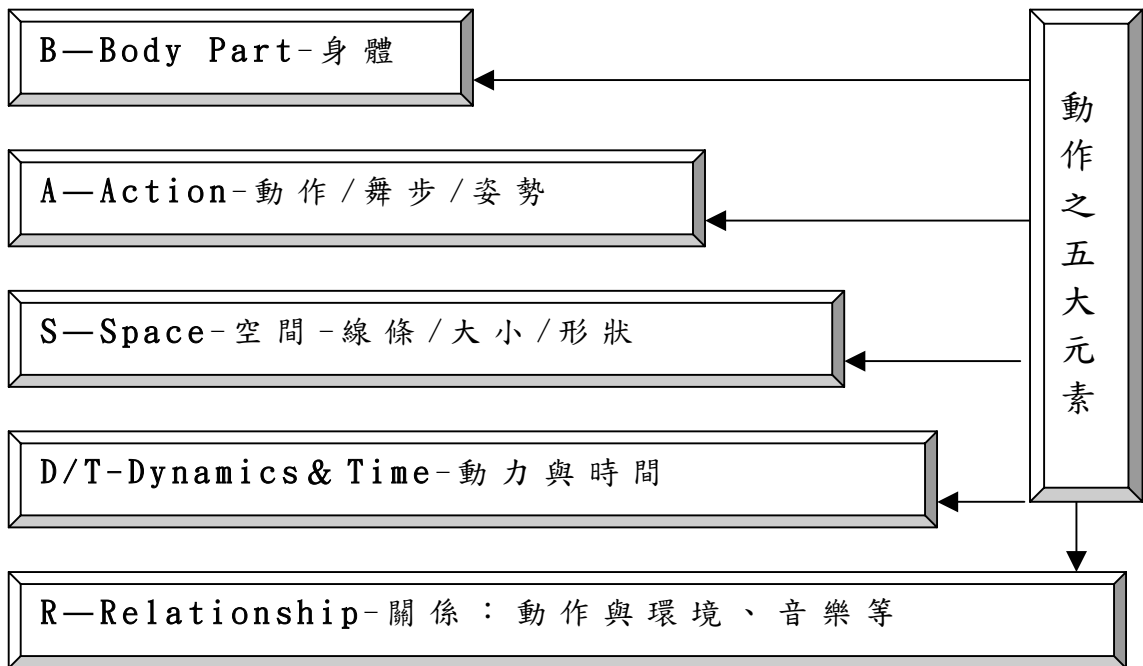 B—Body Part-身體
動作之五大元素
A—Action-動作/舞步/姿勢
S—Space-空間-線條/大小/形狀
D/T-Dynamics＆Time-動力與時間
R—Relationship-關係：動作與環境、音樂等